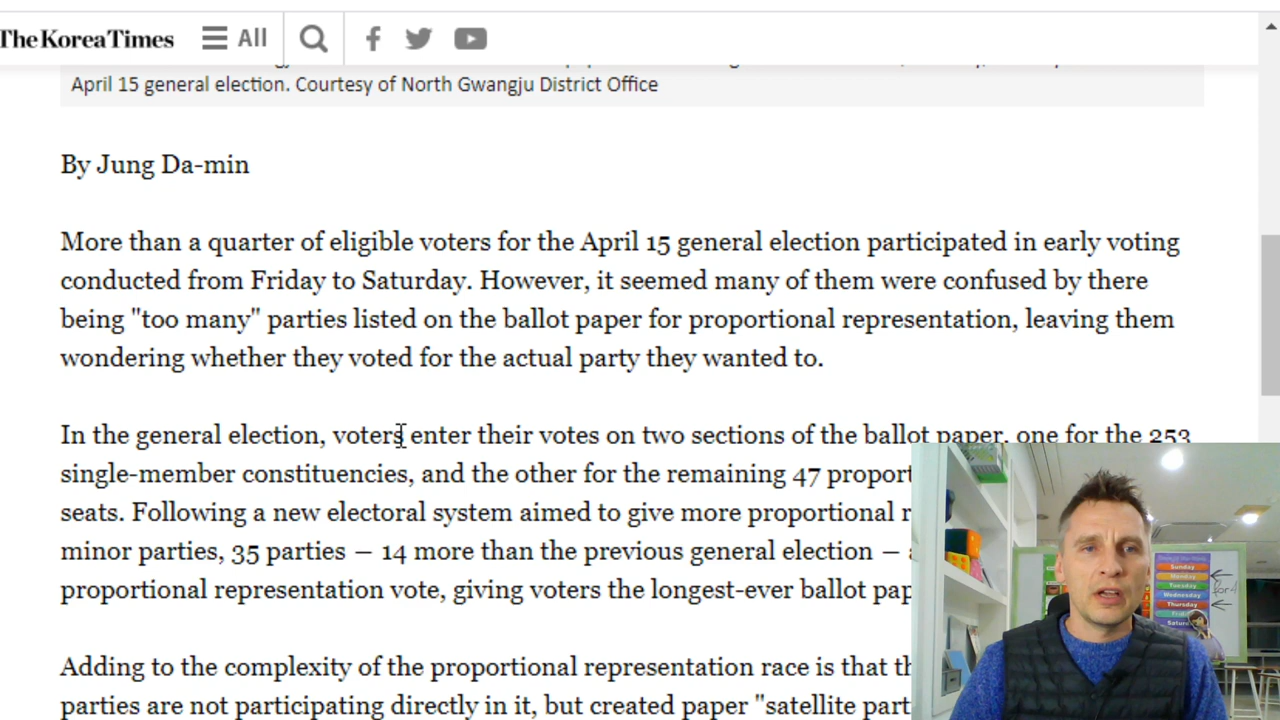 The Korea Times All
April 15 general election. Courtesy of North Gwangju District Office
By Jung Da-min
More than a quarter of eligible voters for the April 15 general election participated in early voting
conducted from Friday to Saturday. However, it seemed many of them were confused by there
being "too many" parties listed on the ballot paper for proportional representation, leaving them
wondering whether they voted for the actual party they wanted to.
In the general election, voters enter their votes on two sections of the ballot paper, one for the 253
single-member constituencies, and the other for the remaining 47 proport
seats. Following a new electoral system aimed to give more proportional r
minor parties, 35 parties — 14 more than the previous general election — a
proportional representation vote, giving voters the longest-ever ballot pap
Adding to the complexity of the proportional representation race is that th
parties are not participating directly in it, but created paper "satellite part
Sunday
Monday
Tuesday
Wednesday
Thursday